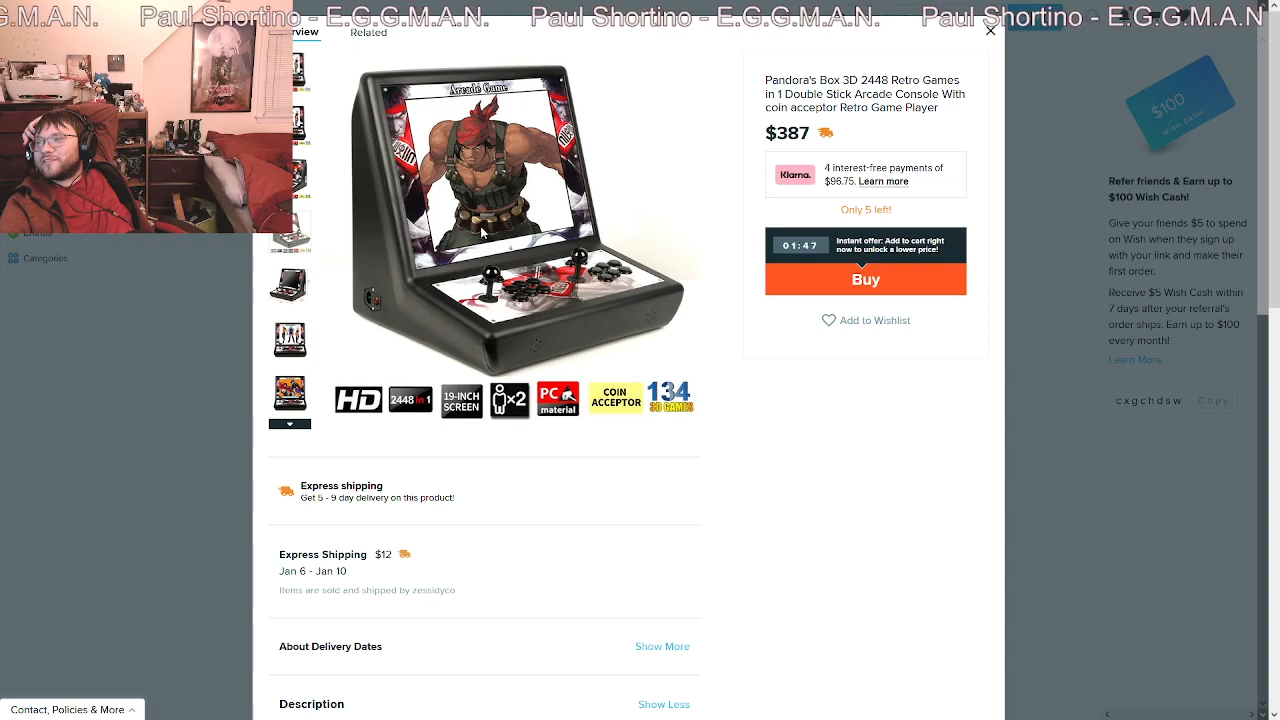 G.G.M.A.N. Paul Shortino - E.G.G.M.A.N. Paul Shortino - E.G.G.M.A.N. Paul Shortino - E.G.G.M.A.N
rview
Related
Arcade Game
Pandora's Box 3D 2448 Retro Games
in 1 Double Stick Arcade Console With
coin acceptor Retro Game Player
$387
Klarna.
4 interest-free payments of
$96.75. Learn more
Only 5 left!
01:47
Instant offer: Add to cart right
now to unlock a lower price!
Buy
Add to Wishlist
HD
2448 in 1
19-INCH
SCREEN
×2
PC
material
COIN
ACCEPTOR
134
3D GAMES
Express shipping
Get 5 - 9 day delivery on this product!
Express Shipping $12
Jan 6 - Jan 10
Items are sold and shipped by zessidyco
About Delivery Dates
Show More
Description
Show Less
Categories
Contact, Policies & More
$100
WISH CASH
Refer friends & Earn up to
$100 Wish Cash!
Give your friends $5 to spend
on Wish when they sign up
with your link and make their
first order.
Receive $5 Wish Cash within
7 days after your referral's
order ships. Earn up to $100
every month!
Learn More
cxgchdsw
Copy